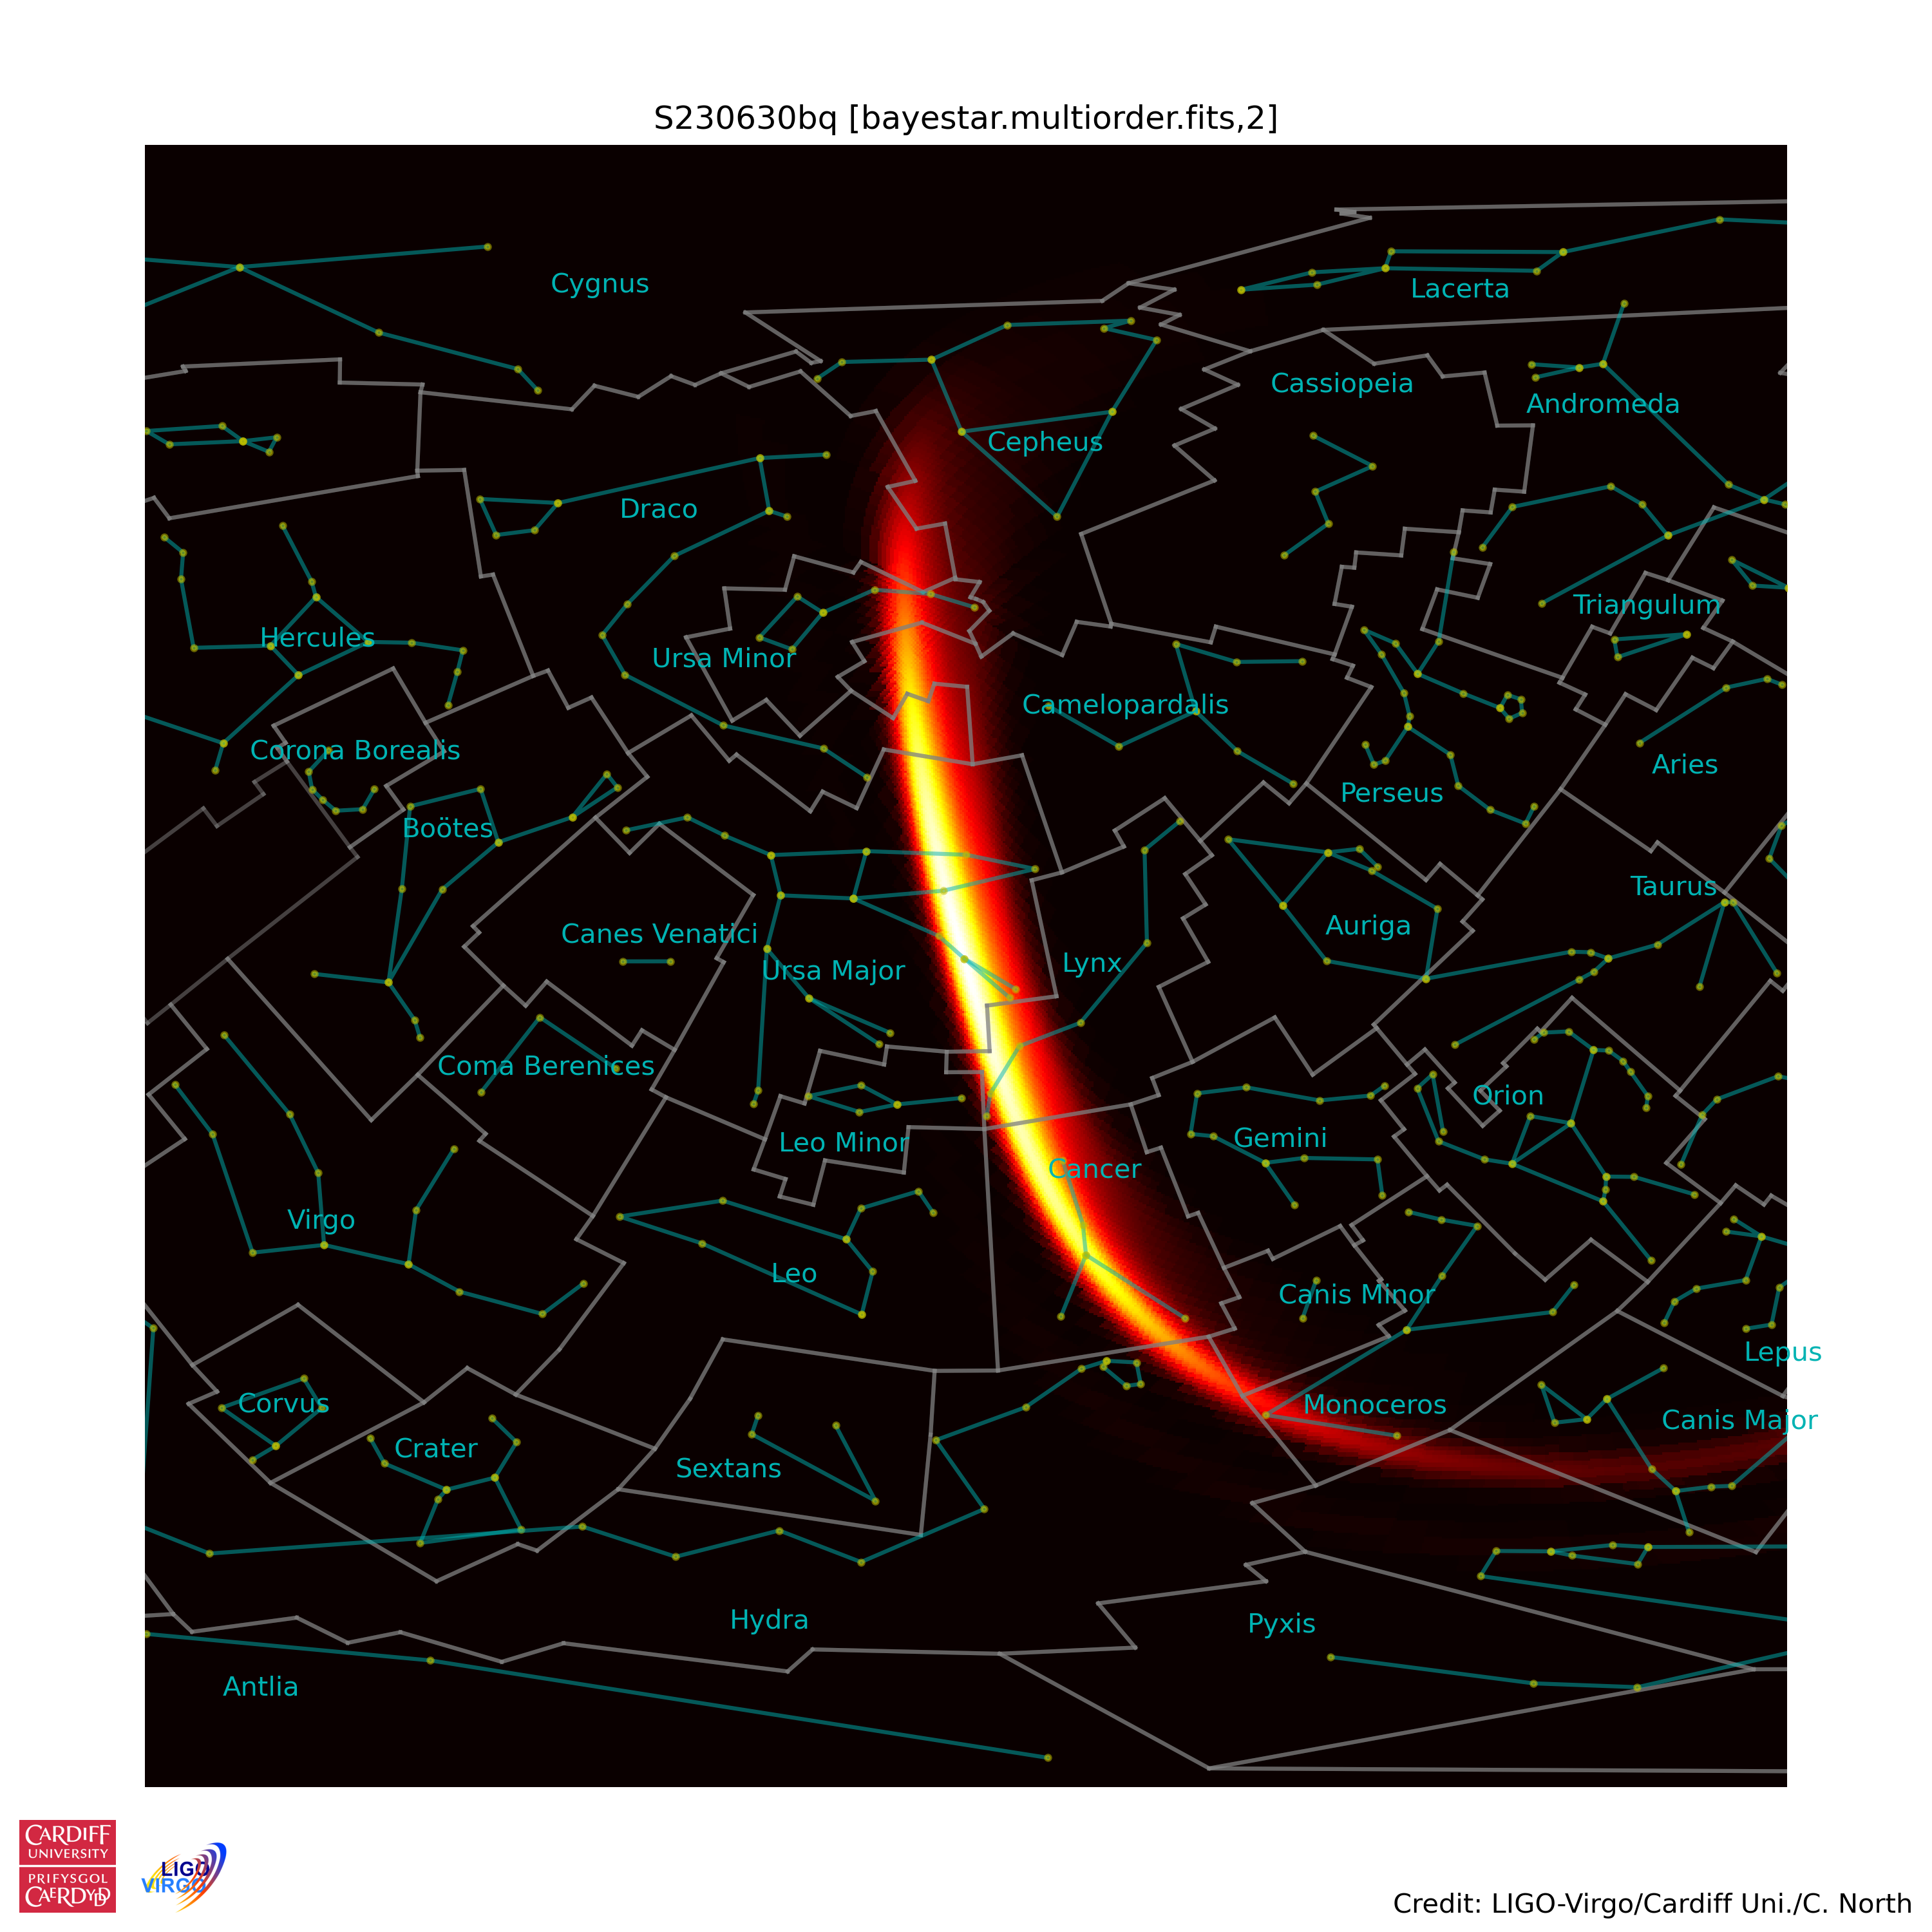 S230630bq [bayestar.multiorder.fits,2]
Cygnus
Lacerta
Cassiopeia
Andromeda
Cepheus
Draco
Triangulum
Hercules
Ursa Minor
Camelopardalis
Corona Borealis
Aries
Perseus
Boötes
Taurus
Auriga
Canes Venatici
Lynx
Ursa Major
Coma Berenices
Orion
Gemini
Leo Minor
Cancer
Virgo
Leo
Canis Minor
Lepus
Corvus
Monoceros
Canis Major
Crater
Sextans
Hydra
Pyxis
Antlia
CARDIFF
UNIVERSITY
PRIFYSGOL
CAERDYDD
LIGO
VIRGO
Credit: LIGO-Virgo/Cardiff Uni./C. North